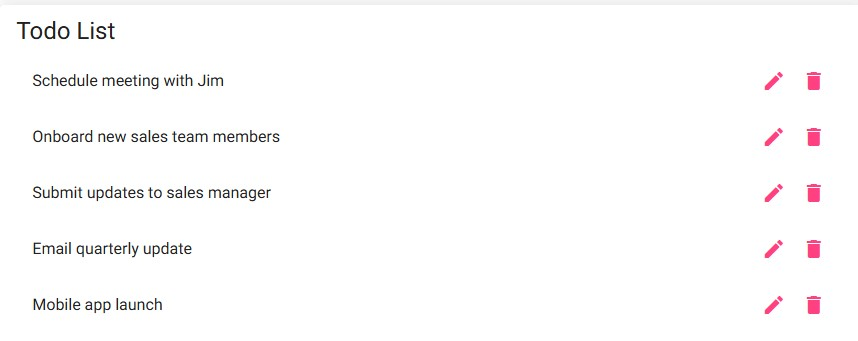 Todo List
Schedule meeting with Jim
Onboard new sales team members
Submit updates to sales manager
Email quarterly update
Mobile app launch